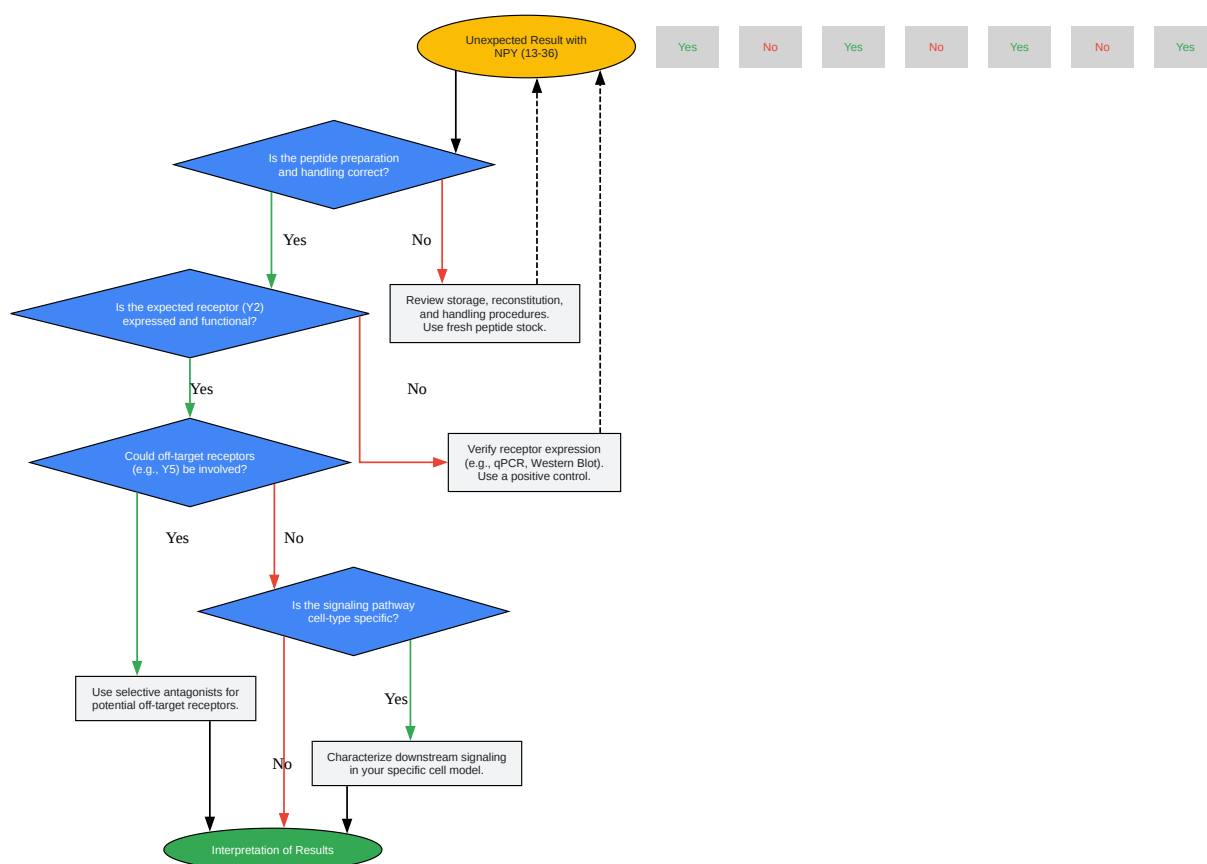 Unexpected Result with
NPY (13-36)
Yes
No
Yes
No
Yes
No
Yes
Is the peptide preparation
and handling correct?
Yes
No
Is the expected receptor (Y2)
expressed and functional?
Review storage, reconstitution,
and handling procedures.
Use fresh peptide stock.
Yes
No
Could off-target receptors
(e.g., Y5) be involved?
Verify receptor expression
(e.g., qPCR, Western Blot).
Use a positive control.
Yes
No
Is the signaling pathway
cell-type specific?
Use selective antagonists for
potential off-target receptors.
Yes
Characterize downstream signaling
in your specific cell model.
No
Interpretation of Results